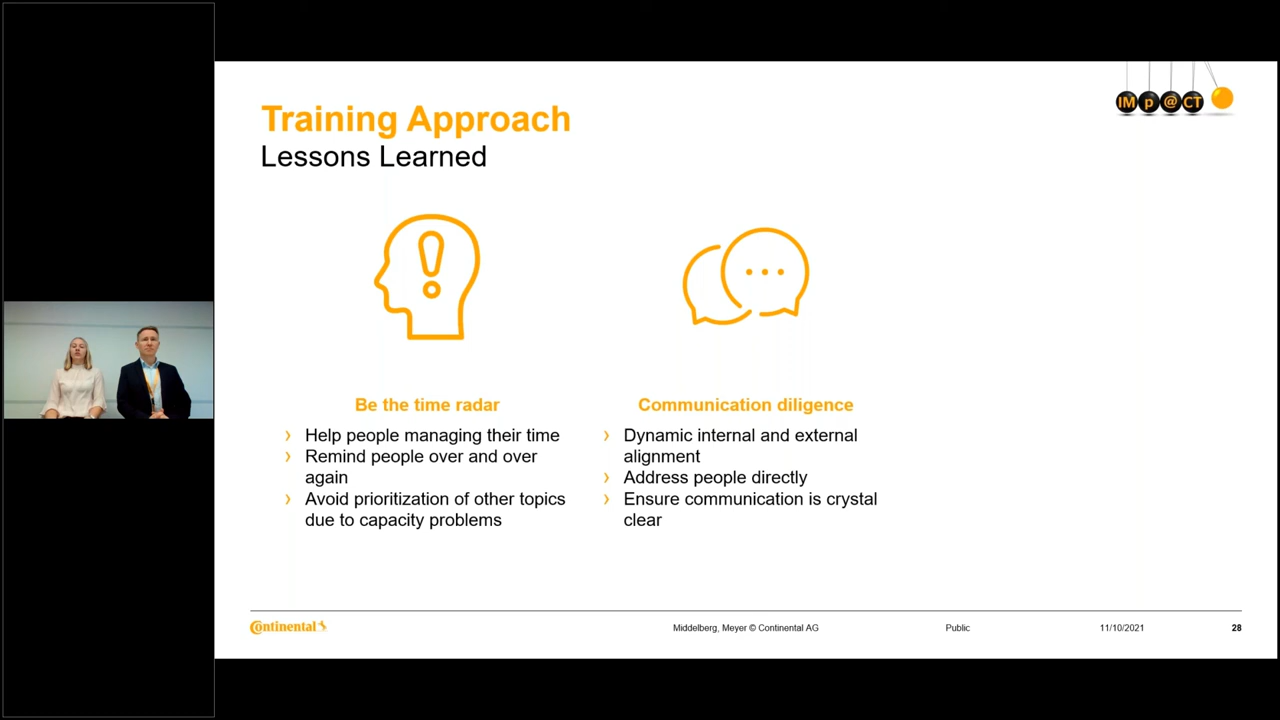 IMp@CT
Training Approach
Lessons Learned
Be the time radar
› Help people managing their time
› Remind people over and over
again
› Avoid prioritization of other topics
due to capacity problems
Communication diligence
› Dynamic internal and external
alignment
› Address people directly
› Ensure communication is crystal
clear
Continental
Middelberg, Meyer © Continental AG
Public
11/10/2021
28